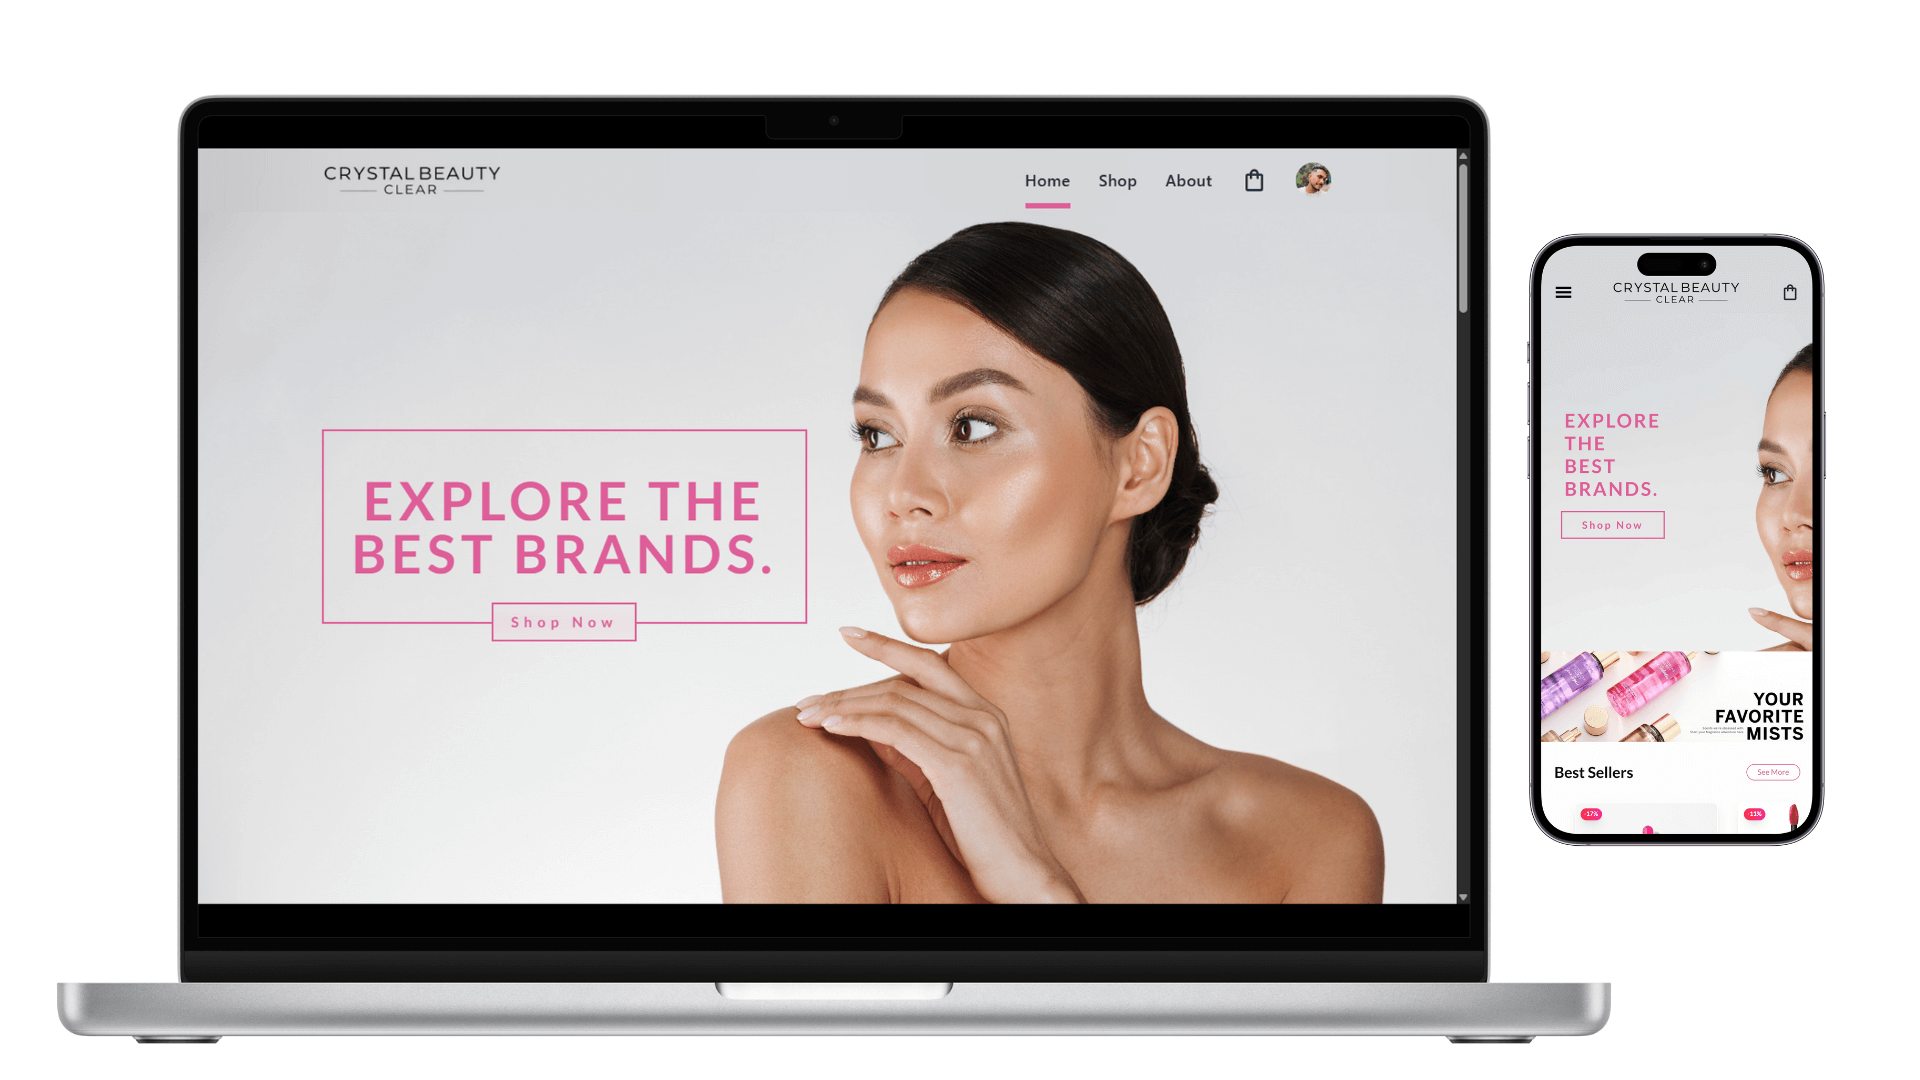 CRYSTAL BEAUTY
CLEAR
Home Shop About
EXPLORE THE
BEST BRANDS.
Shop Now
CRYSTAL BEAUTY
CLEAR
EXPLORE
THE
BEST
BRANDS.
Shop Now
YOUR
FAVORITE
MISTS
Best Sellers
See More
-17%
-11%